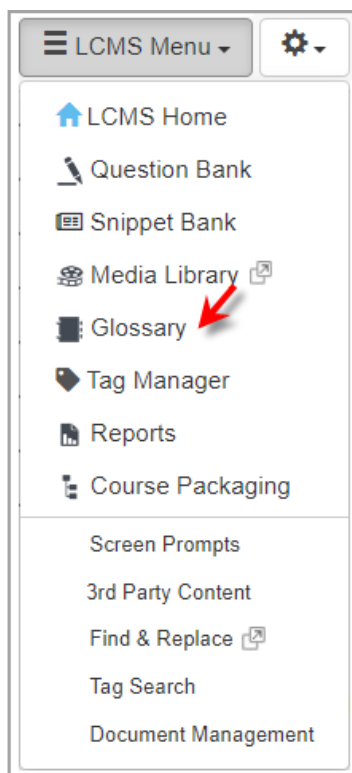 LCMS Menu
LCMS Home
Question Bank
Snippet Bank
Media Library
Glossary
Tag Manager
Reports
Course Packaging
Screen Prompts
3rd Party Content
Find & Replace
Tag Search
Document Management